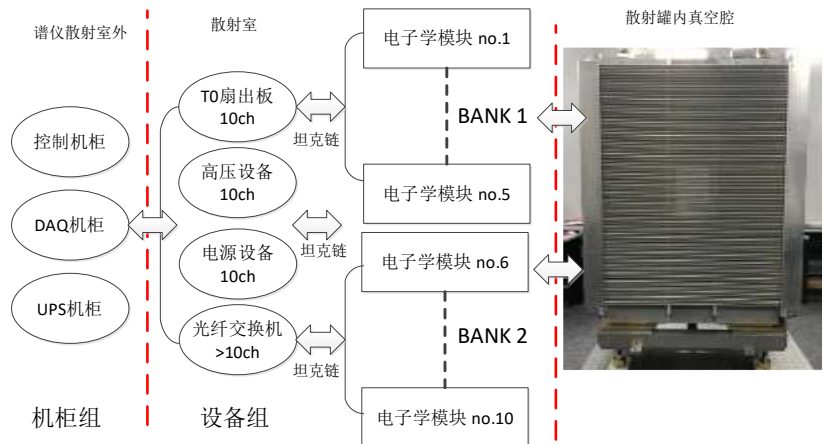 谱仪散射室外
散射室
散射罐内真空腔
控制机柜
DAQ机柜
UPS机柜
机柜组
T0扇出板
10ch
高压设备
10ch
电源设备
10ch
光纤交换机
>10ch
设备组
坦克链
坦克链
坦克链
电子学模块 no.1
BANK 1
电子学模块 no.5
电子学模块 no.6
BANK 2
电子学模块 no.10